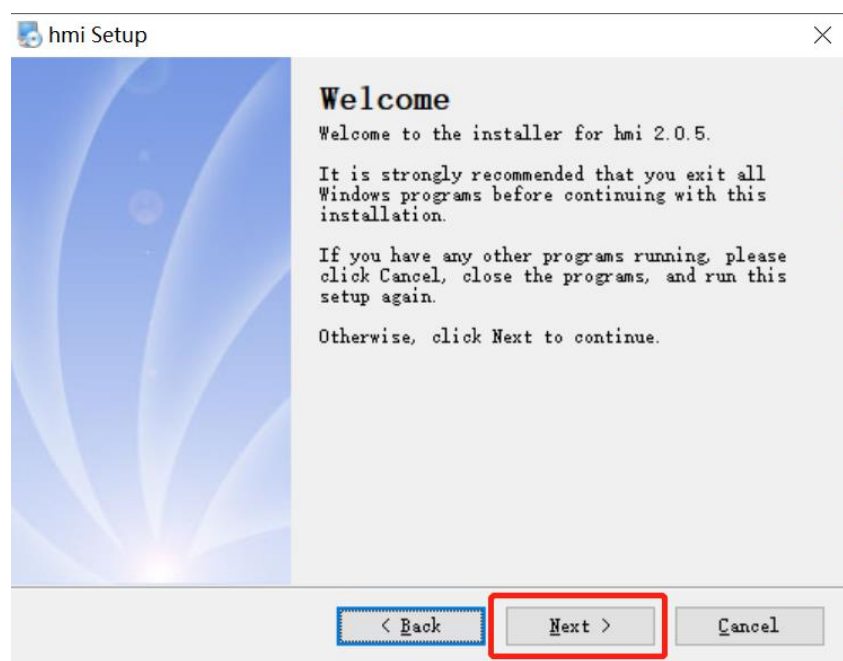 hmi Setup
Welcome
Welcome to the installer for hmi 2.0.5.
It is strongly recommended that you exit all
Windows programs before continuing with this
installation.
If you have any other programs running, please
click Cancel, close the programs, and run this
setup again.
Otherwise, click Next to continue.
< Back Next > Cancel